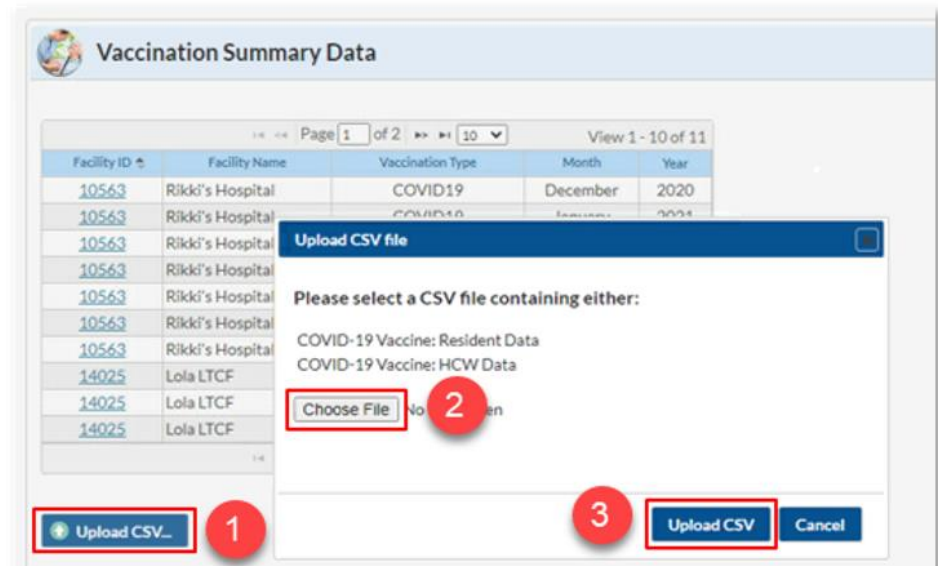 Vaccination Summary Data
Page 1 of 2 10 View 1 - 10 of 11
Facility ID Facility Name Vaccination Type Month Year
10563 Rikki's Hospital COVID19 December 2020
10563 Rikki's Hospital COVID19 January 2021
10563 Rikki's Hospital
10563 Rikki's Hospital
10563 Rikki's Hospital
10563 Rikki's Hospital
10563 Rikki's Hospital
14025 Lola LTCF
14025 Lola LTCF
14025 Lola LTCF
Upload CSV...
1
Upload CSV file
Please select a CSV file containing either:
COVID-19 Vaccine: Resident Data
COVID-19 Vaccine: HCW Data
Choose File No
2
3
Upload CSV Cancel